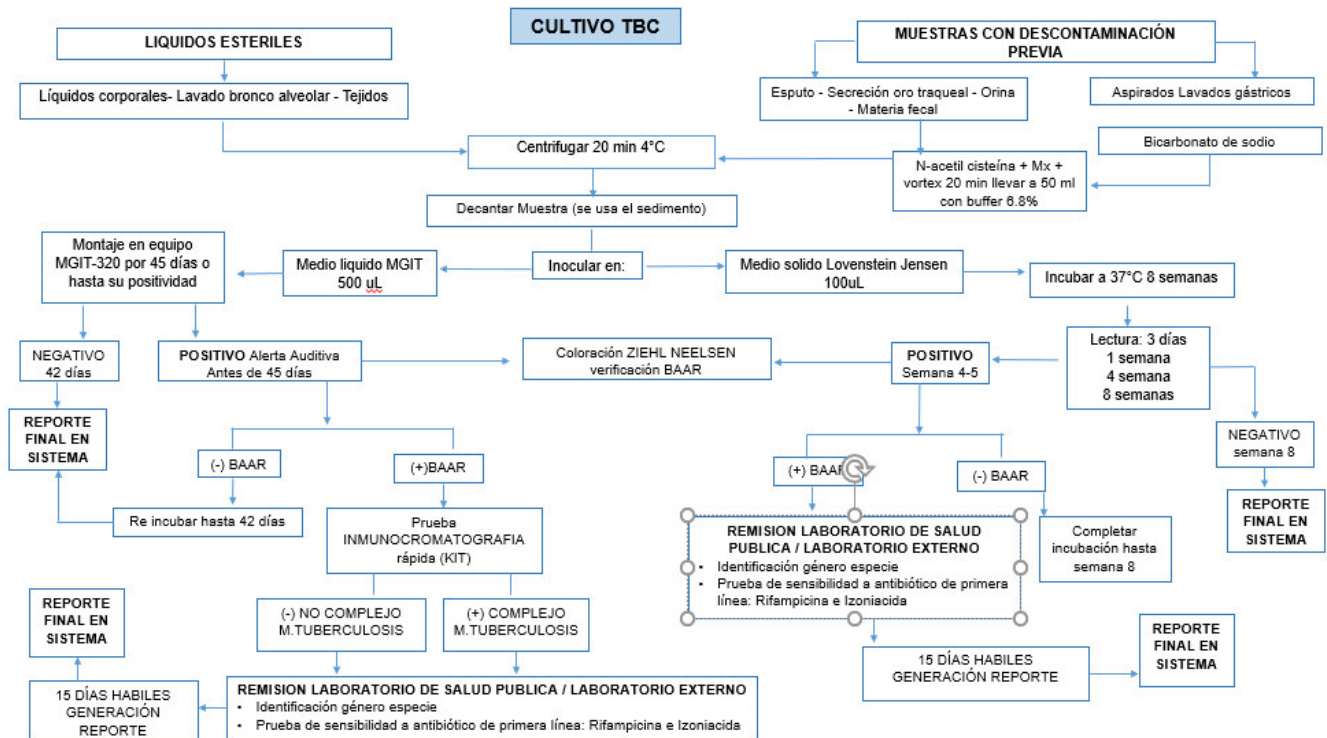 CULTIVO TBC
LIQUIDOS ESTERILES
MUESTRAS CON DESCONTAMINACIÓN
PREVIA
Líquidos corporales- Lavado bronco alveolar - Tejidos
Esputo - Secreción oro traqueal - Orina
- Materia fecal
Aspirados Lavados gástricos
Centrifugar 20 min 4°C
Bicarbonato de sodio
N-acetil cisteína + Mx +
vortex 20 min llevar a 50 ml
con buffer 6.8%
Decantar Muestra (se usa el sedimento)
Montaje en equipo
MGIT-320 por 45 días o
hasta su positividad
Medio liquido MGIT
500 uL
Inocular en:
Medio solido Lovenstein Jensen
100uL
Incubar a 37°C 8 semanas
NEGATIVO
42 días
POSITIVO Alerta Auditiva
Antes de 45 días
Coloración ZIEHL NEELSEN
verificación BAAR
POSITIVO
Semana 4-5
Lectura: 3 días
1 semana
4 semana
8 semanas
REPORTE
FINAL EN
SISTEMA
(-) BAAR
(+)BAAR
(+) BAAR
(-) BAAR
NEGATIVO
semana 8
Re incubar hasta 42 días
Prueba
INMUNOCROMATOGRAFIA
rápida (KIT)
REMISION LABORATORIO DE SALUD
PUBLICA / LABORATORIO EXTERNO
• Identificación género especie
• Prueba de sensibilidad a antibiótico de primera
línea: Rifampicina e Izoniacida
Completar
incubación hasta
semana 8
REPORTE
FINAL EN
SISTEMA
REPORTE
FINAL EN
SISTEMA
(-) NO COMPLEJO
M.TUBERCULOSIS
(+) COMPLEJO
M.TUBERCULOSIS
15 DÍAS HABILES
GENERACIÓN REPORTE
REPORTE
FINAL EN
SISTEMA
15 DÍAS HABILES
GENERACIÓN
REPORTE
REMISION LABORATORIO DE SALUD PUBLICA / LABORATORIO EXTERNO
• Identificación género especie
• Prueba de sensibilidad a antibiótico de primera línea: Rifampicina e Izoniacida